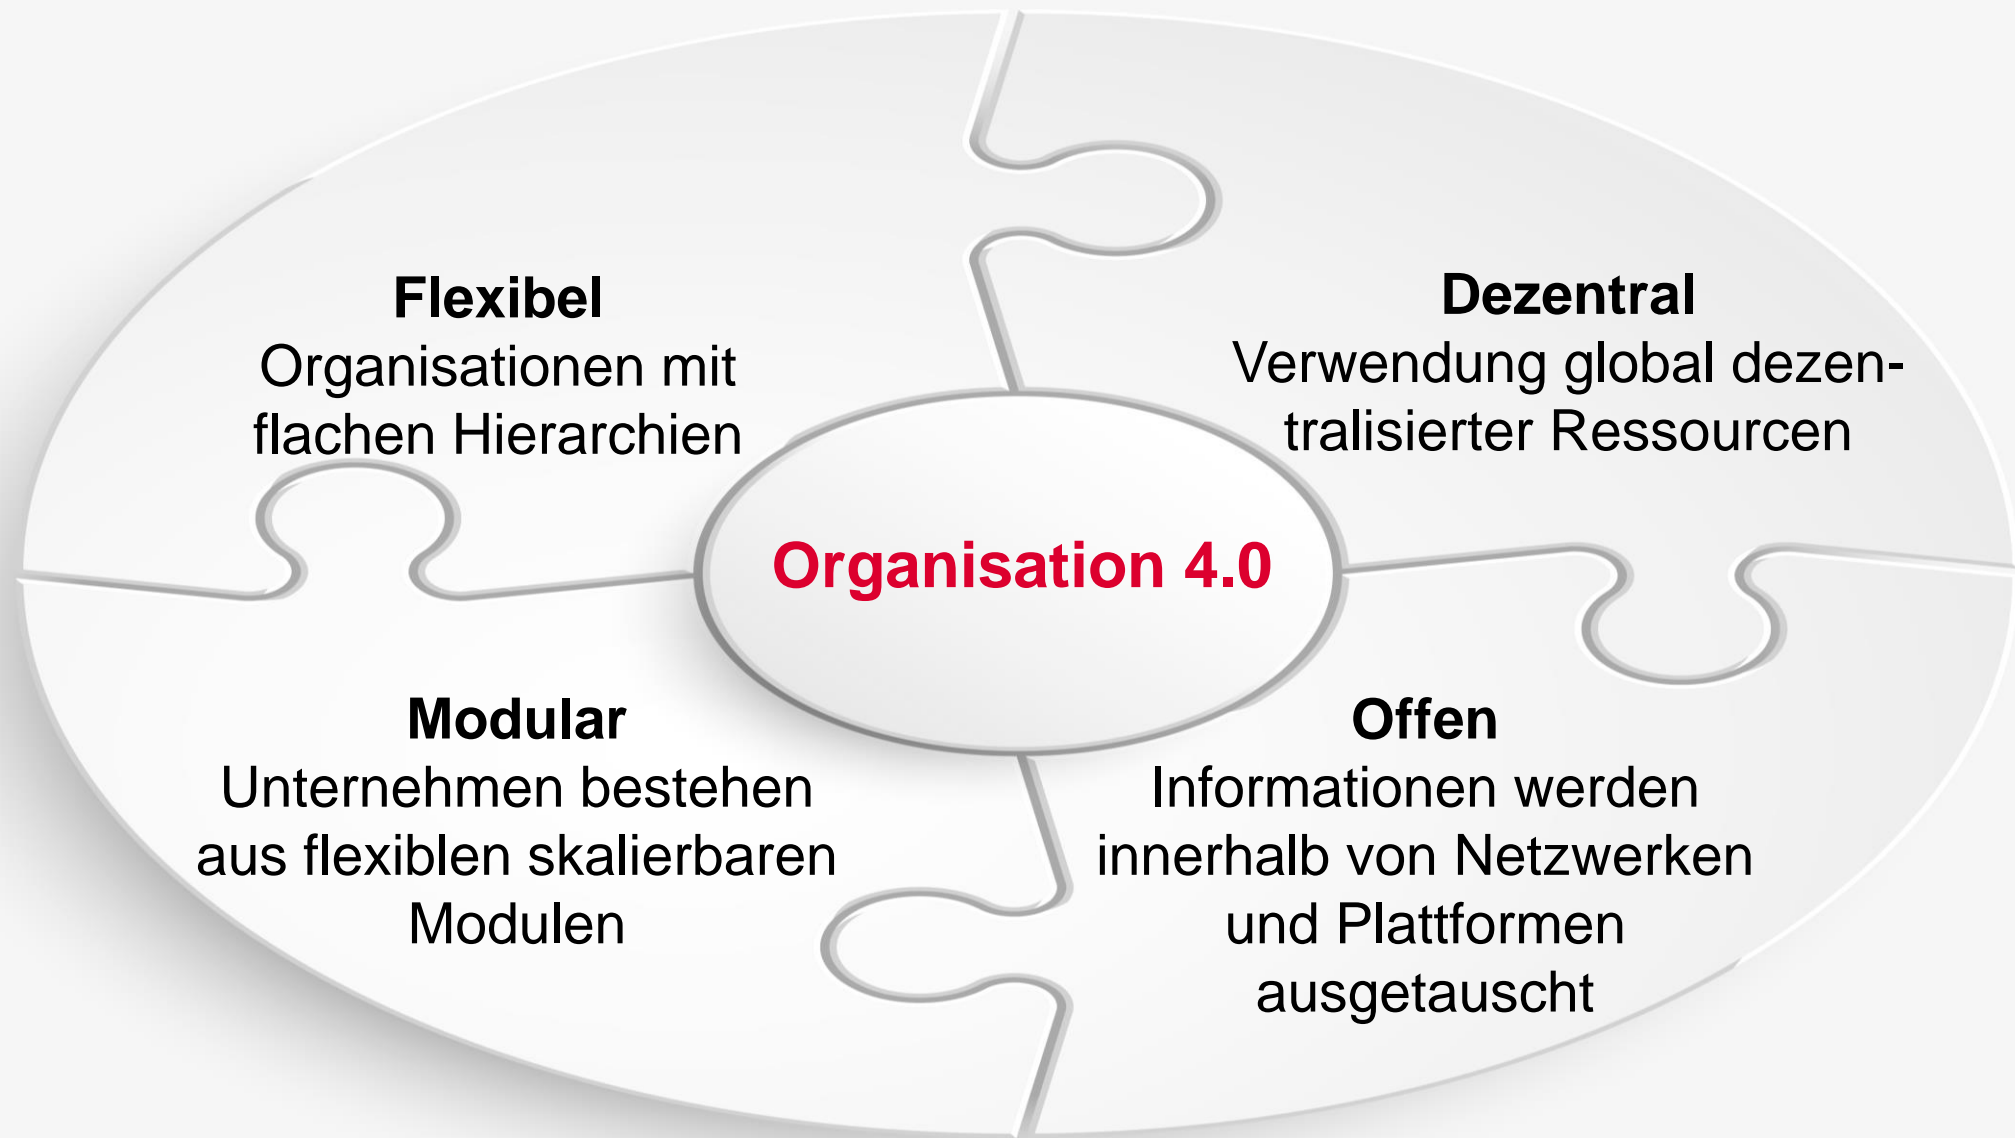 Flexibel
Organisationen mit
flachen Hierarchien
Dezentral
Verwendung global dezen-
tralisierter Ressourcen
Organisation 4.0
Modular
Unternehmen bestehen
aus flexiblen skalierbaren
Modulen
Offen
Informationen werden
innerhalb von Netzwerken
und Plattformen
ausgetauscht